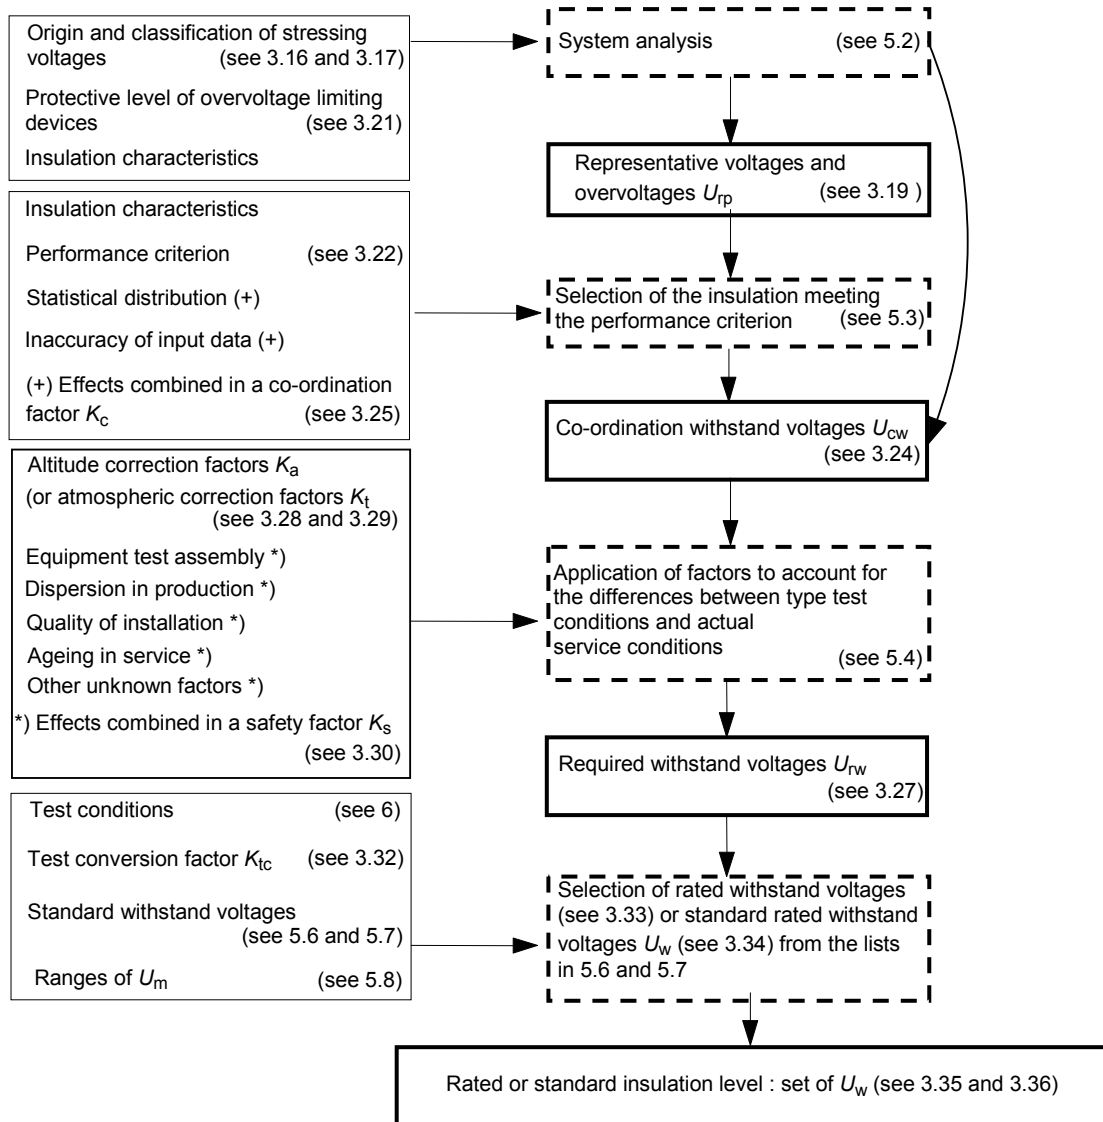 Origin and classification of stressing
voltages (see 3.16 and 3.17)
Protective level of overvoltage limiting
devices (see 3.21)
Insulation characteristics
System analysis (see 5.2)
Representative voltages and
overvoltages Urp (see 3.19 )
Insulation characteristics
Performance criterion (see 3.22)
Statistical distribution (+)
Inaccuracy of input data (+)
(+) Effects combined in a co-ordination
factor Kc (see 3.25)
Selection of the insulation meeting
the performance criterion (see 5.3)
Co-ordination withstand voltages Ucw
(see 3.24)
Altitude correction factors Ka
(or atmospheric correction factors Kt
(see 3.28 and 3.29)
Equipment test assembly *)
Dispersion in production *)
Quality of installation *)
Ageing in service *)
Other unknown factors *)
*) Effects combined in a safety factor Ks
(see 3.30)
Application of factors to account for
the differences between type test
conditions and actual
service conditions
(see 5.4)
Required withstand voltages Urw
(see 3.27)
Test conditions (see 6)
Test conversion factor Ktc (see 3.32)
Standard withstand voltages
(see 5.6 and 5.7)
Ranges of Um (see 5.8)
Selection of rated withstand voltages
(see 3.33) or standard rated withstand
voltages Uw (see 3.34) from the lists
in 5.6 and 5.7
Rated or standard insulation level : set of Uw (see 3.35 and 3.36)